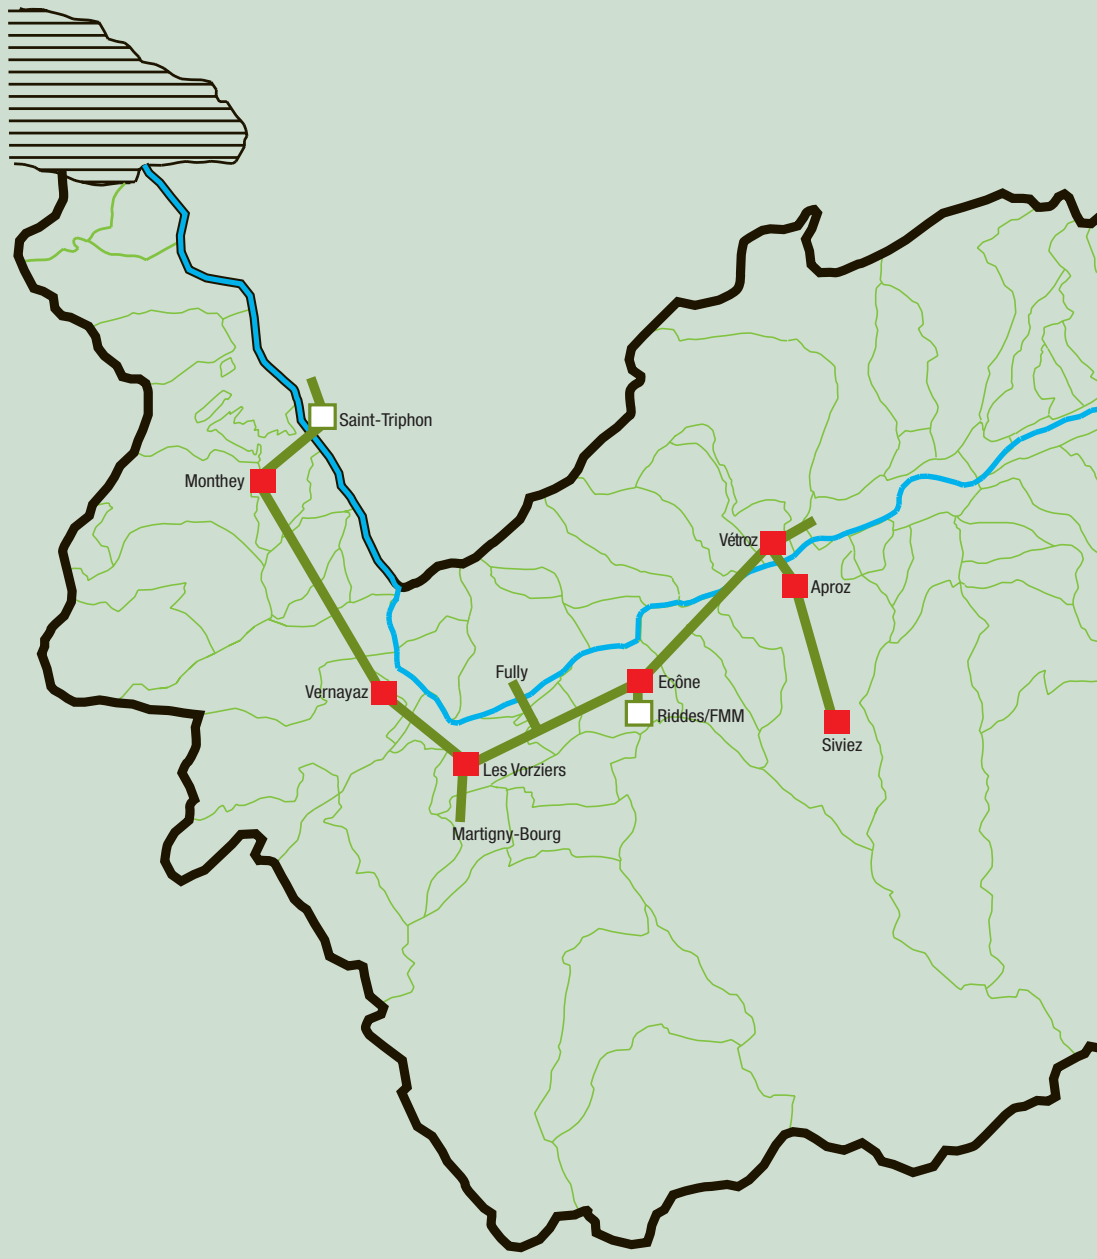 Saint-Triphon
Monthey
Vétroz
Aproz
Fully
Ecône
Vernayaz
Riddes/FMM
Siviez
Les Vorziers
Martigny-Bourg